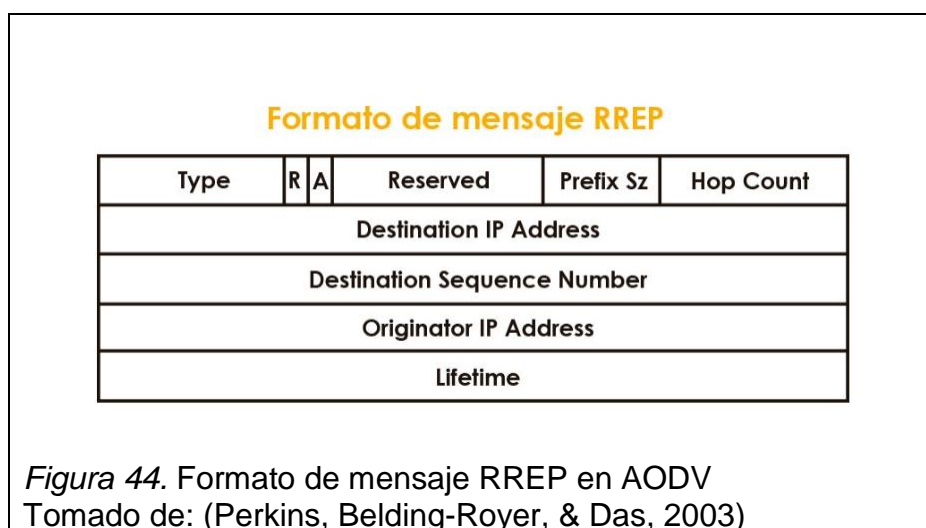 Formato de mensaje RREP
Type R A Reserved Prefix Sz Hop Count
Destination IP Address
Destination Sequence Number
Originator IP Address
Lifetime
Figura 44. Formato de mensaje RREP en AODV
Tomado de: (Perkins, Belding-Royer, & Das, 2003)